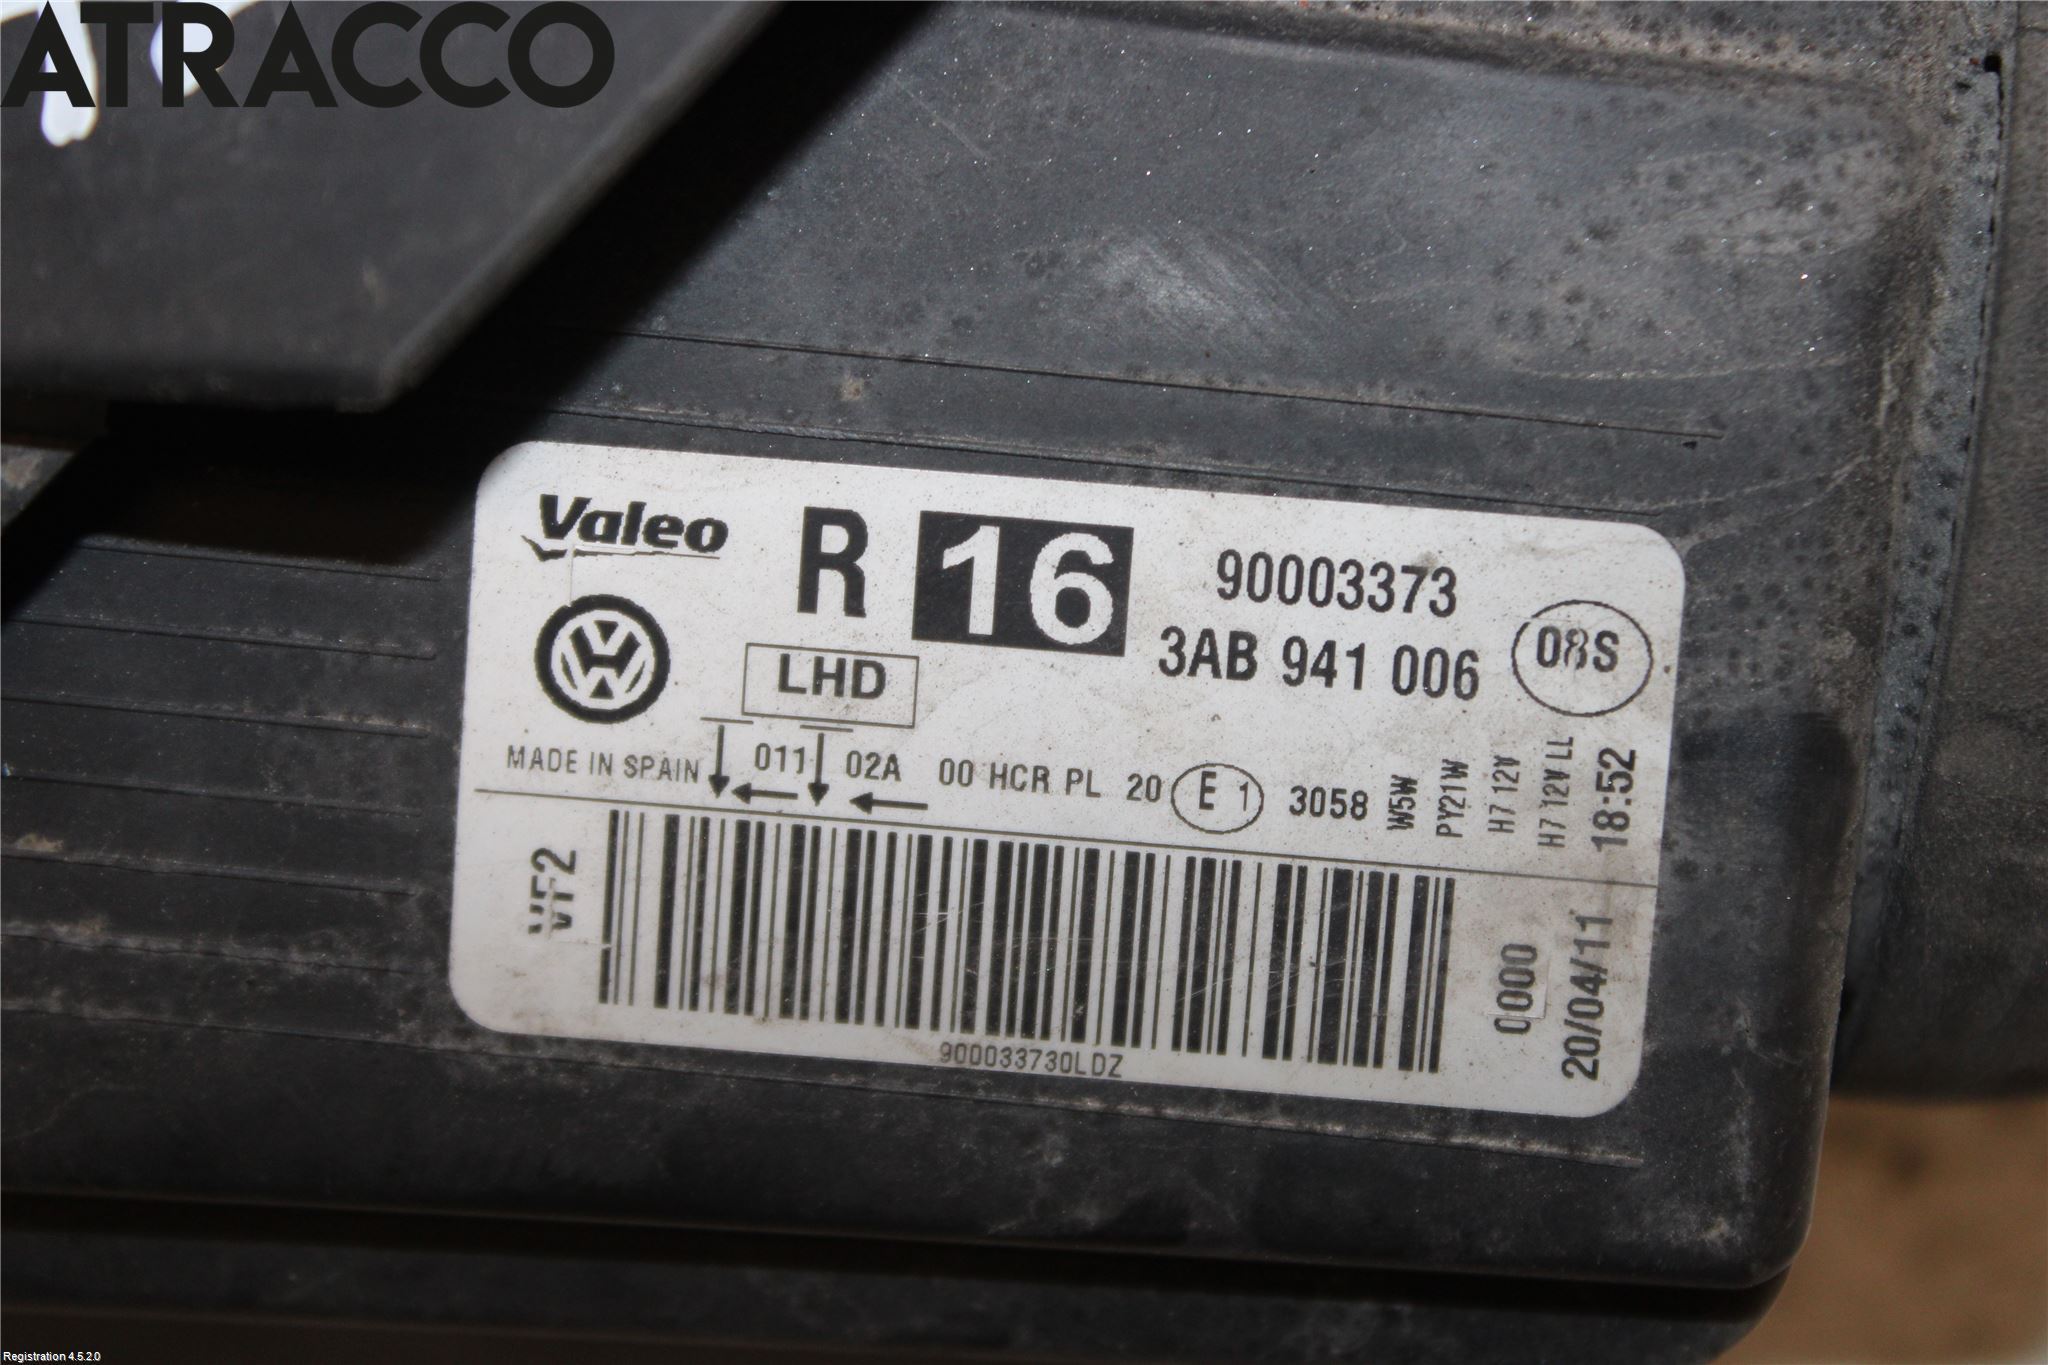 ATRACCO
Valeo R 16 90003373
LHD 3AB 941 006 08S
MADE IN SPAIN 011 02A 00 HCR PL 20 E 1 3058
W5W
PY21W
H7 12V
H7 12V LL
18:52
VF2
0000
20/04/11
900033730LDZ
Registration 4.5.2.0